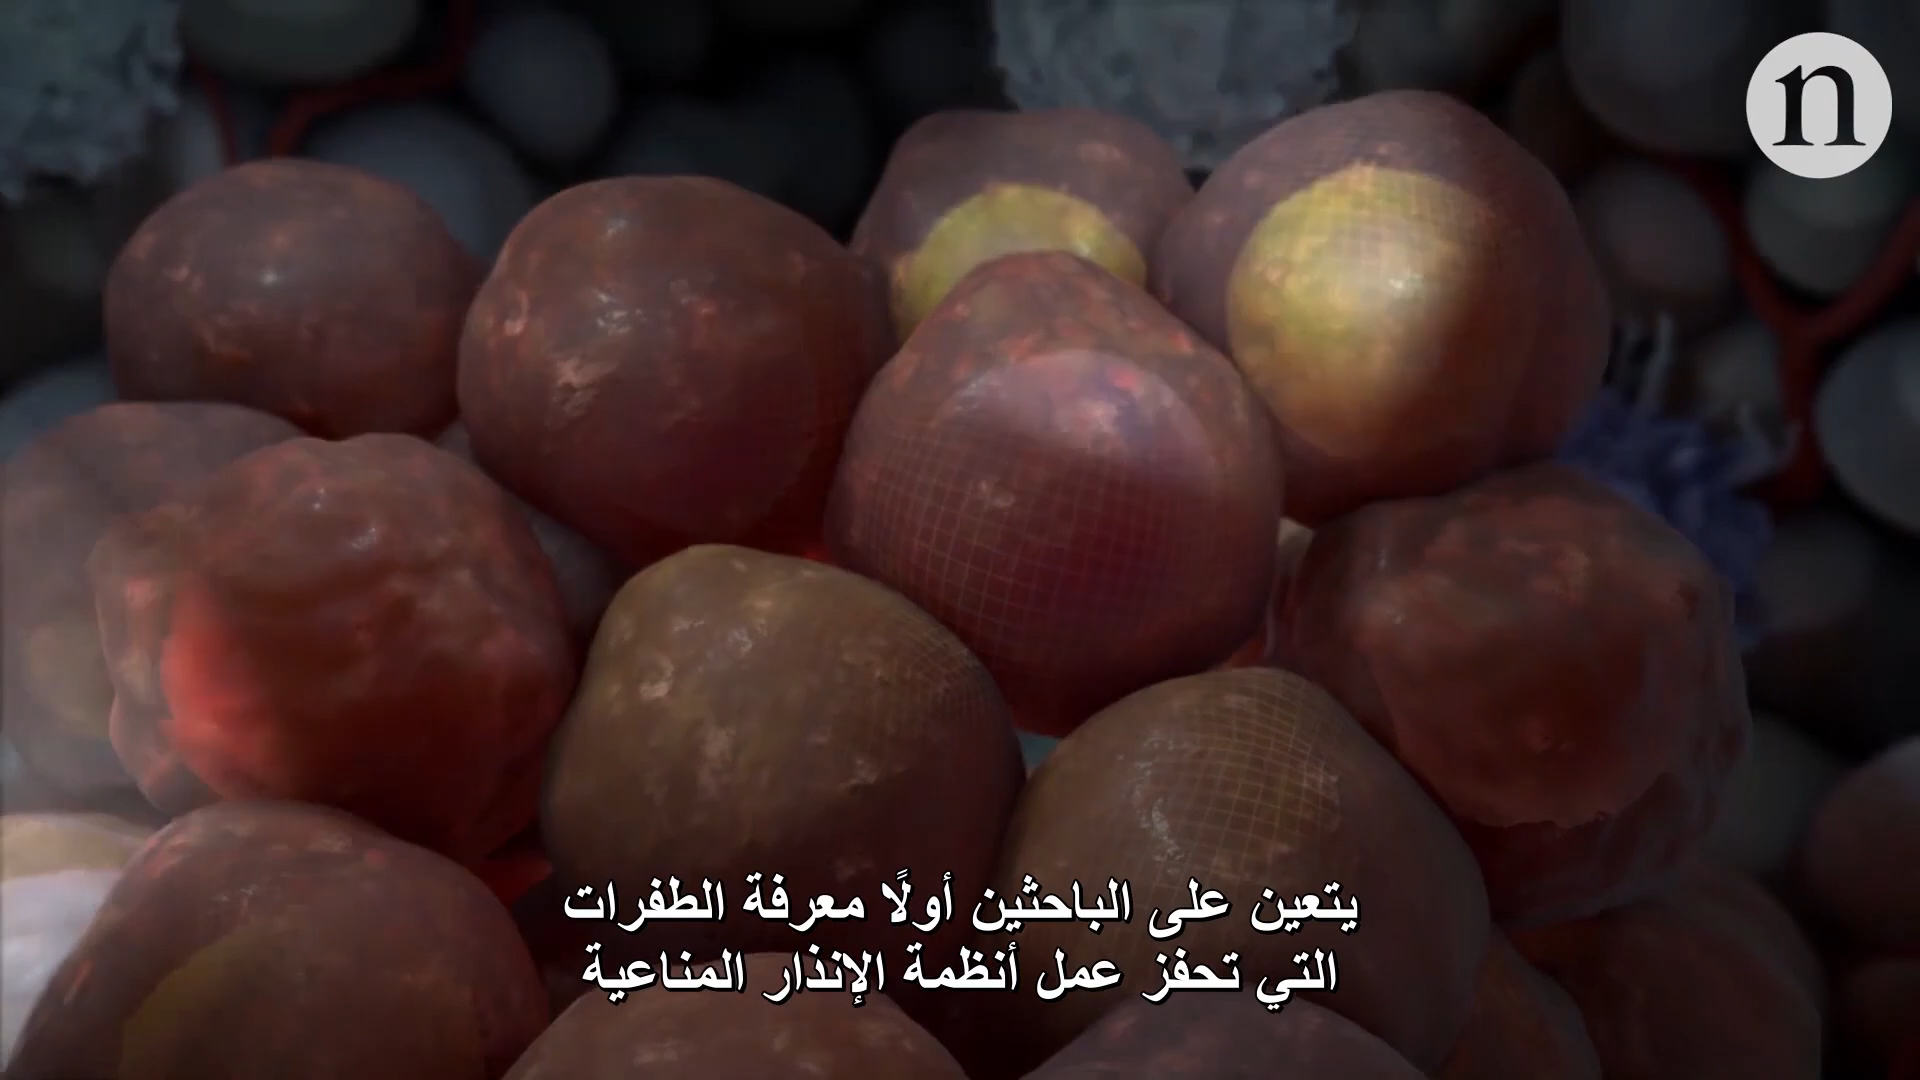 n
يتعين على الباحثين أولًا معرفة الطفرات
التي تحفز عمل أنظمة الإنذار المناعية